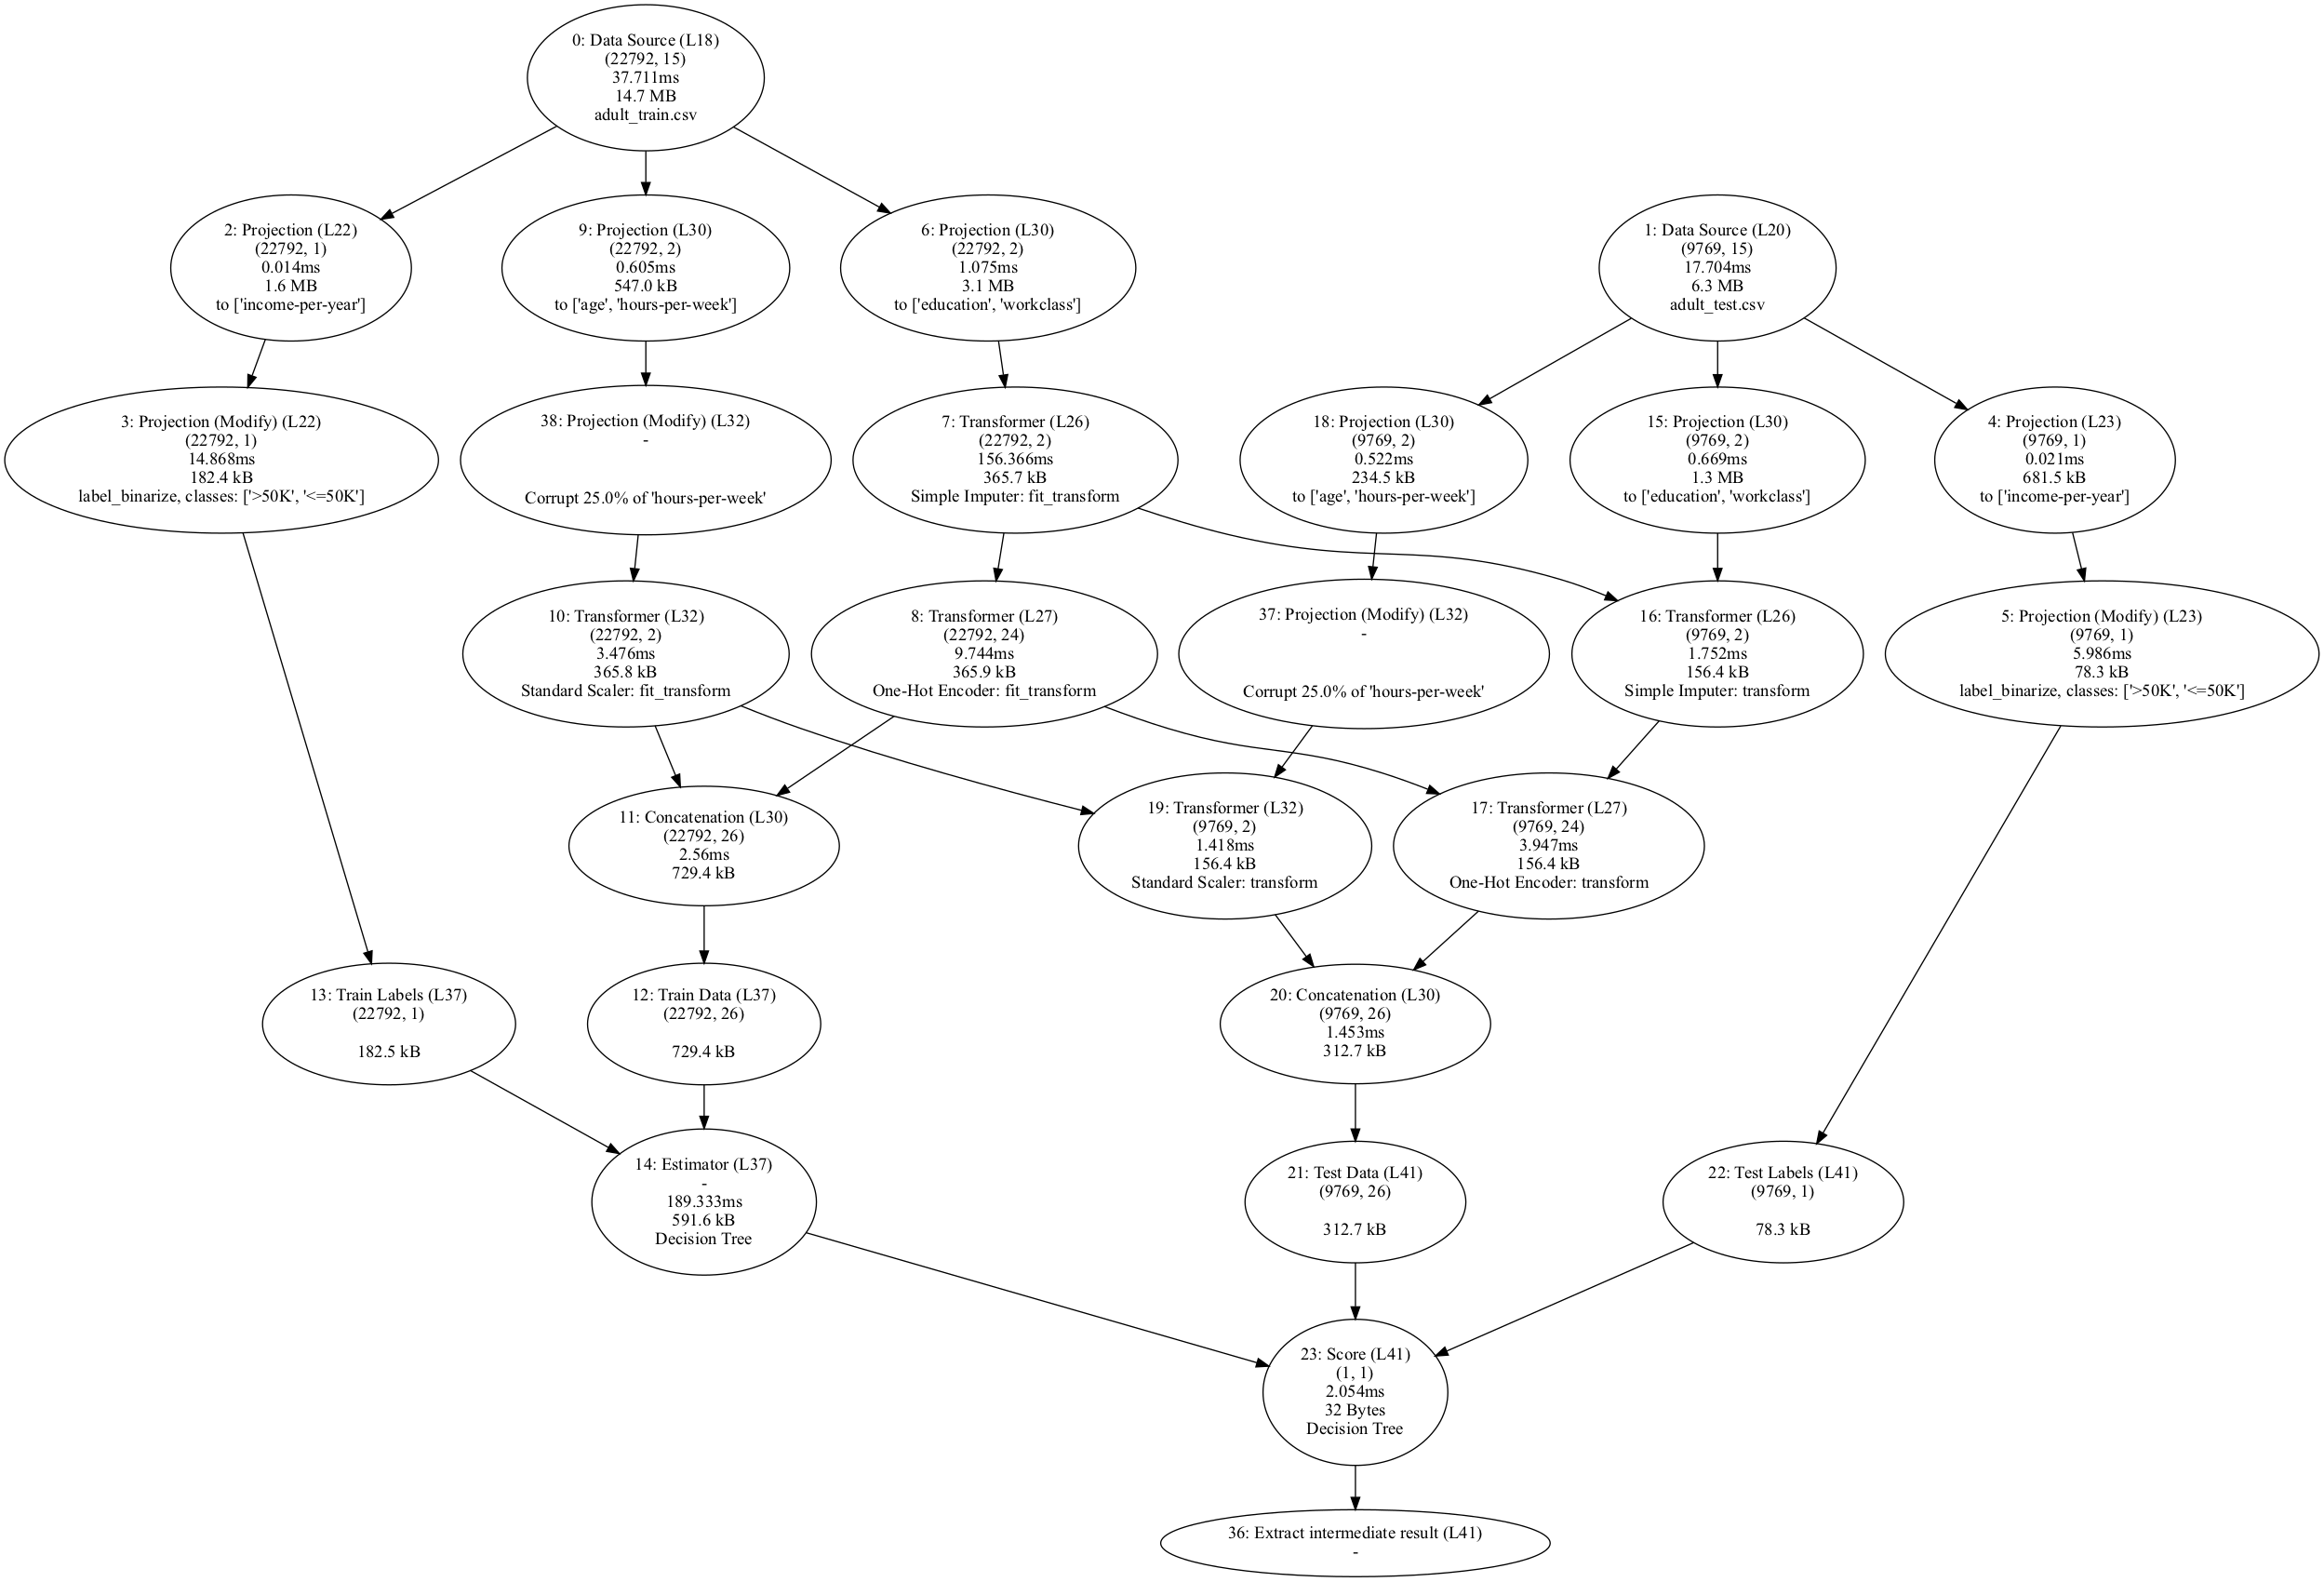 0: Data Source (L18)
(22792, 15)
37.711ms
14.7 MB
adult_train.csv
2: Projection (L22)
(22792, 1)
0.014ms
1.6 MB
to ['income-per-year']
9: Projection (L30)
(22792, 2)
0.605ms
547.0 kB
to ['age', 'hours-per-week']
6: Projection (L30)
(22792, 2)
1.075ms
3.1 MB
to ['education', 'workclass']
1: Data Source (L20)
(9769, 15)
17.704ms
6.3 MB
adult_test.csv
3: Projection (Modify) (L22)
(22792, 1)
14.868ms
182.4 kB
label_binarize, classes: ['>50K', '<=50K']
38: Projection (Modify) (L32)
-
Corrupt 25.0% of 'hours-per-week'
7: Transformer (L26)
(22792, 2)
156.366ms
365.7 kB
Simple Imputer: fit_transform
18: Projection (L30)
(9769, 2)
0.522ms
234.5 kB
to ['age', 'hours-per-week']
15: Projection (L30)
(9769, 2)
0.669ms
1.3 MB
to ['education', 'workclass']
4: Projection (L23)
(9769, 1)
0.021ms
681.5 kB
to ['income-per-year']
10: Transformer (L32)
(22792, 2)
3.476ms
365.8 kB
Standard Scaler: fit_transform
8: Transformer (L27)
(22792, 24)
9.744ms
365.9 kB
One-Hot Encoder: fit_transform
37: Projection (Modify) (L32)
-
Corrupt 25.0% of 'hours-per-week'
16: Transformer (L26)
(9769, 2)
1.752ms
156.4 kB
Simple Imputer: transform
5: Projection (Modify) (L23)
(9769, 1)
5.986ms
78.3 kB
label_binarize, classes: ['>50K', '<=50K']
11: Concatenation (L30)
(22792, 26)
2.56ms
729.4 kB
19: Transformer (L32)
(9769, 2)
1.418ms
156.4 kB
Standard Scaler: transform
17: Transformer (L27)
(9769, 24)
3.947ms
156.4 kB
One-Hot Encoder: transform
13: Train Labels (L37)
(22792, 1)
182.5 kB
12: Train Data (L37)
(22792, 26)
729.4 kB
20: Concatenation (L30)
(9769, 26)
1.453ms
312.7 kB
14: Estimator (L37)
-
189.333ms
591.6 kB
Decision Tree
21: Test Data (L41)
(9769, 26)
312.7 kB
22: Test Labels (L41)
(9769, 1)
78.3 kB
23: Score (L41)
(1, 1)
2.054ms
32 Bytes
Decision Tree
36: Extract intermediate result (L41)
-